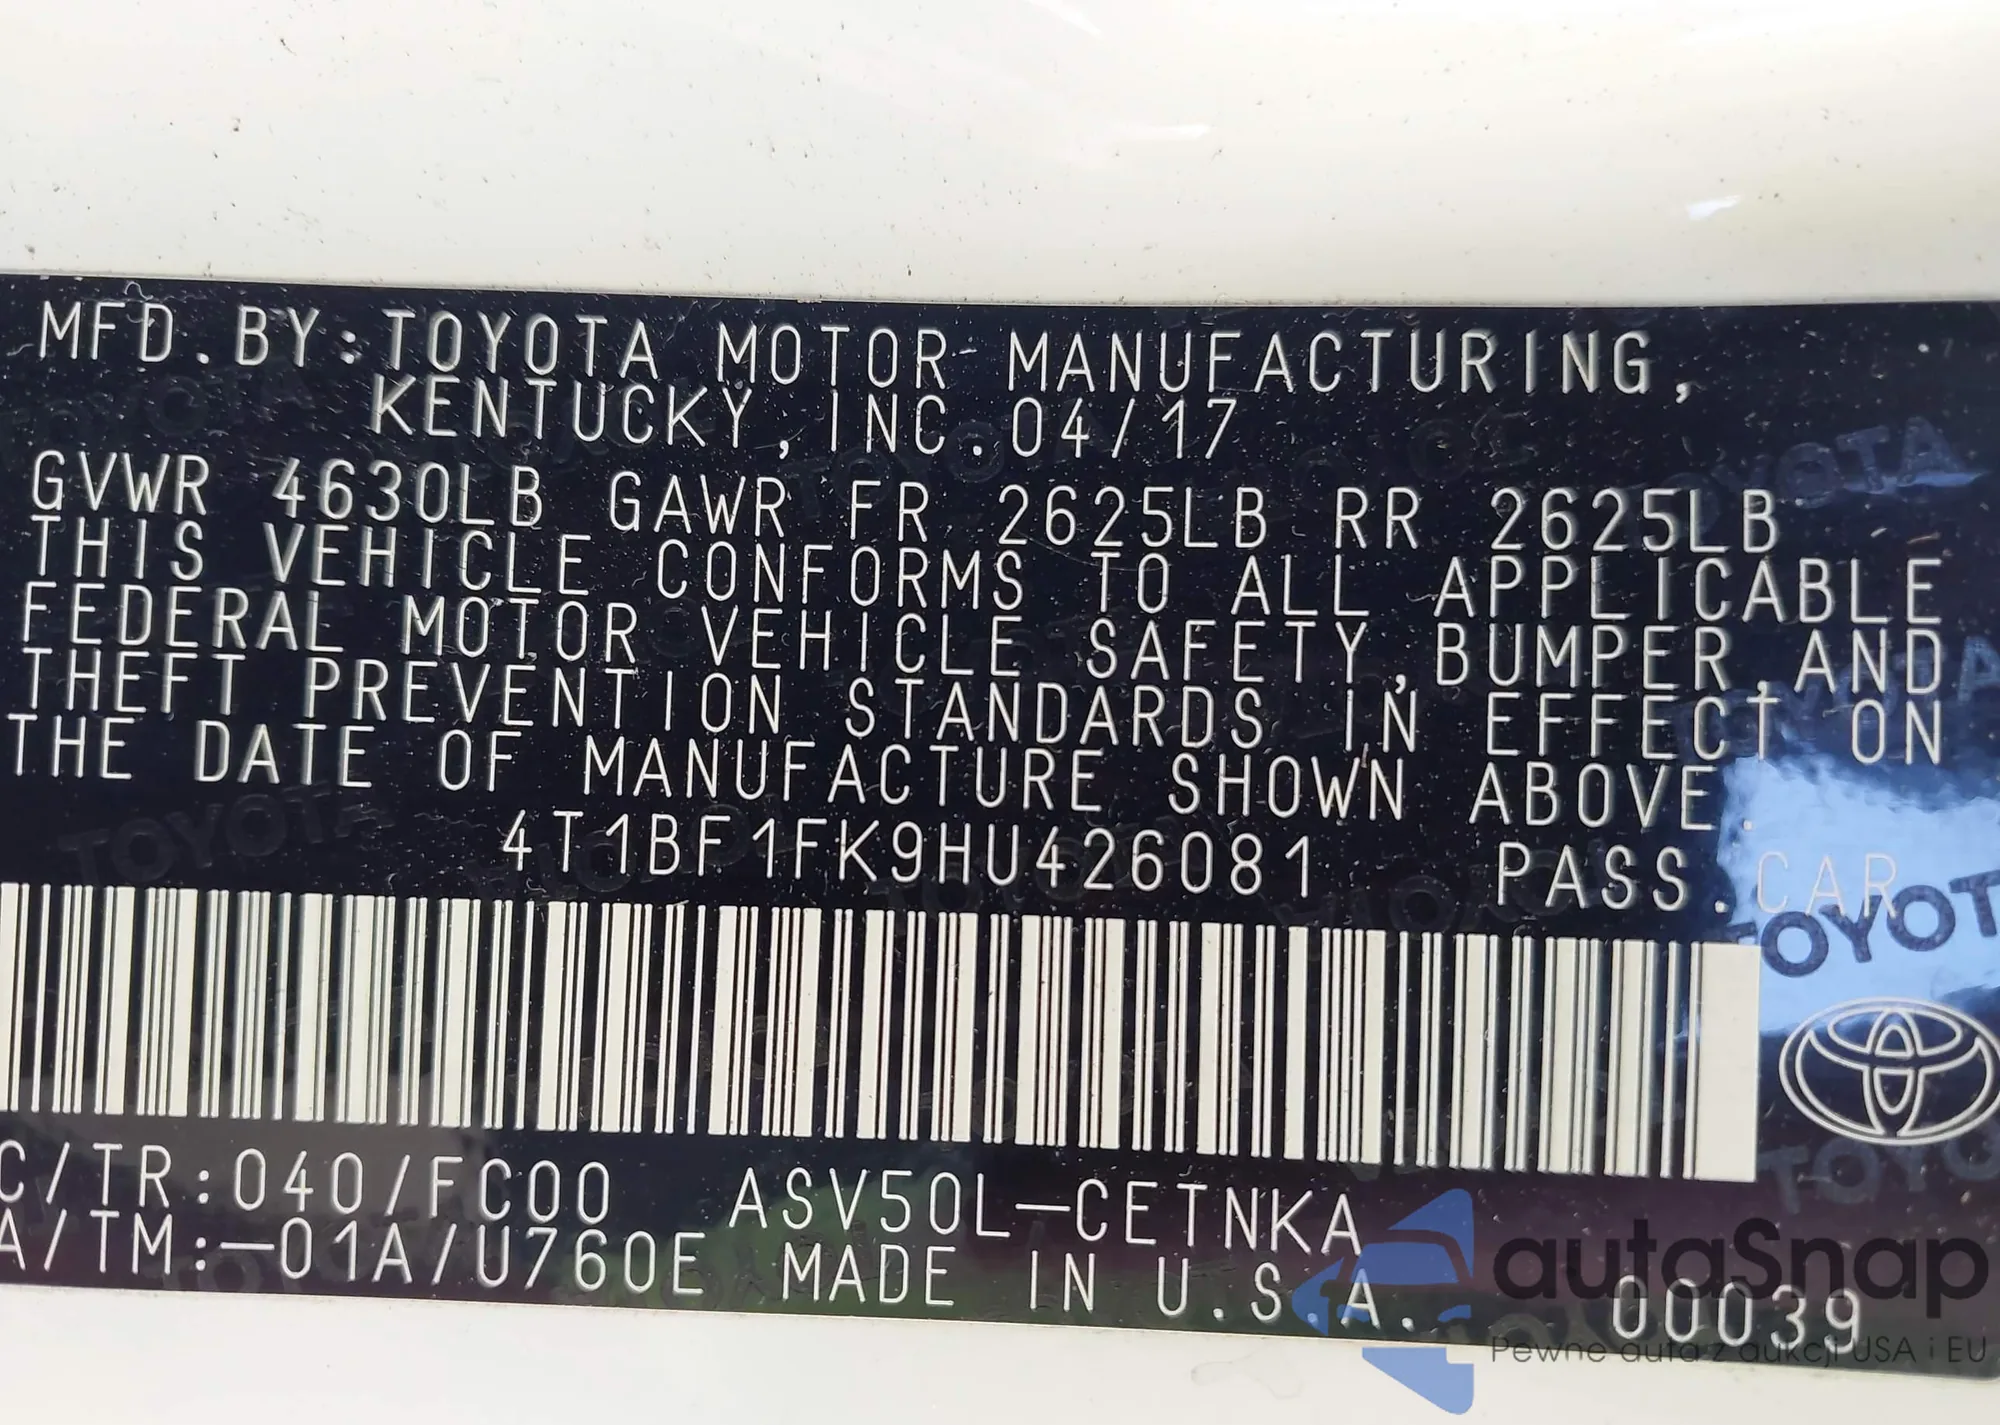 MFD.BY:TOYOTA MOTOR MANUFACTURING,
KENTUCKY,INC.04/17
GVWR 4630LB GAWR FR 2625LB RR 2625LB
THIS VEHICLE CONFORMS TO ALL APPLICABLE
FEDERAL MOTOR VEHICLE SAFETY,BUMPER,AND
THEFT PREVENTION STANDARDS IN EFFECT ON
THE DATE OF MANUFACTURE SHOWN ABOVE.
4T1BF1FK9HU426081 PASS.CAR
TOYOTA
C/TR:040/FC00 ASV50L-CETNKA
A/TM:-01A/U760E MADE IN U.S.A. 00039
autaSnap
Pewne auta z aukcji USA i EU